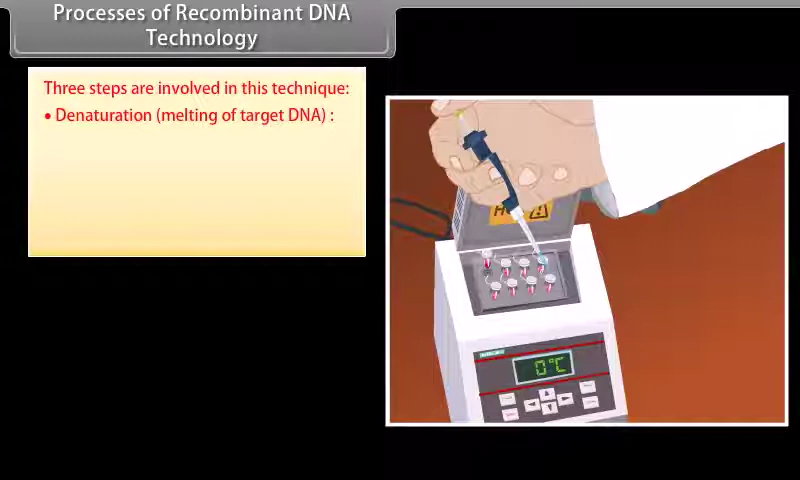 Processes of Recombinant DNA
Technology
Three steps are involved in this technique:
• Denaturation (melting of target DNA) :
0°C